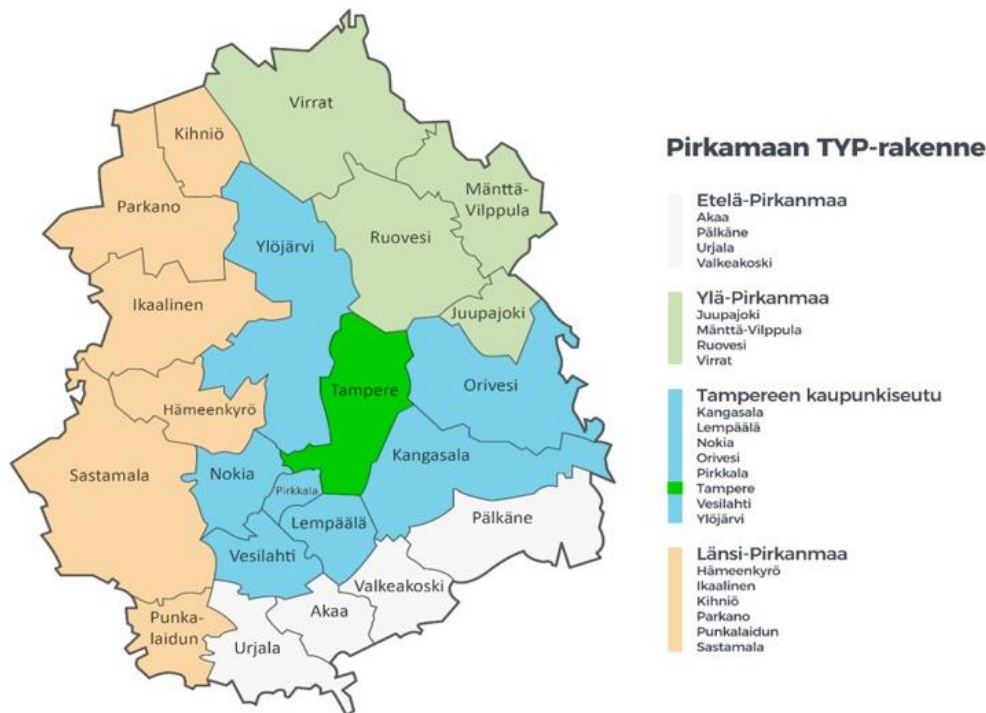 Virrat
Kihniö
Mänttä-
Vilppula
Parkano
Ruovesi
Ylöjärvi
Ikaalinen
Juupajoki
Tampere
Orivesi
Hämeenkyrö
Kangasala
Sastamala
Nokia
Pirkkala
Lempäälä
Pälkäne
Vesilahti
Valkeakoski
Akaa
Punka-
laidun
Urjala
Pirkamaan TYP-rakenne
Etelä-Pirkanmaa
Akaa
Pälkäne
Urjala
Valkeakoski
Ylä-Pirkanmaa
Juupajoki
Mänttä-Vilppula
Ruovesi
Virrat
Tampereen kaupunkiseutu
Kangasala
Lempäälä
Nokia
Orivesi
Pirkkala
Tampere
Vesilahti
Ylöjärvi
Länsi-Pirkanmaa
Hämeenkyrö
Ikaalinen
Kihniö
Parkano
Punkalaidun
Sastamala